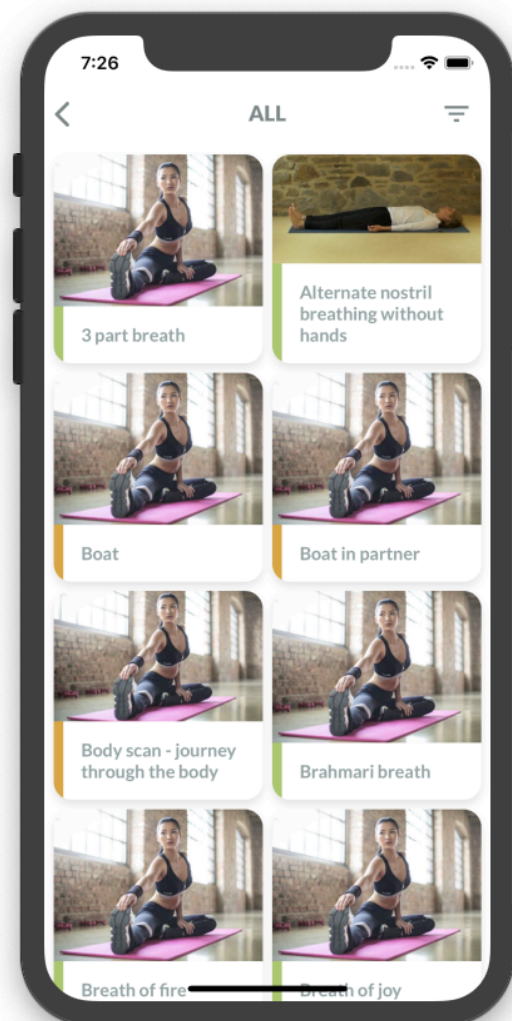 7:26
ALL
3 part breath
Alternate nostril
breathing without
hands
Boat
Boat in partner
Body scan - journey
through the body
Brahmari breath
Breath of fire
Breath of joy